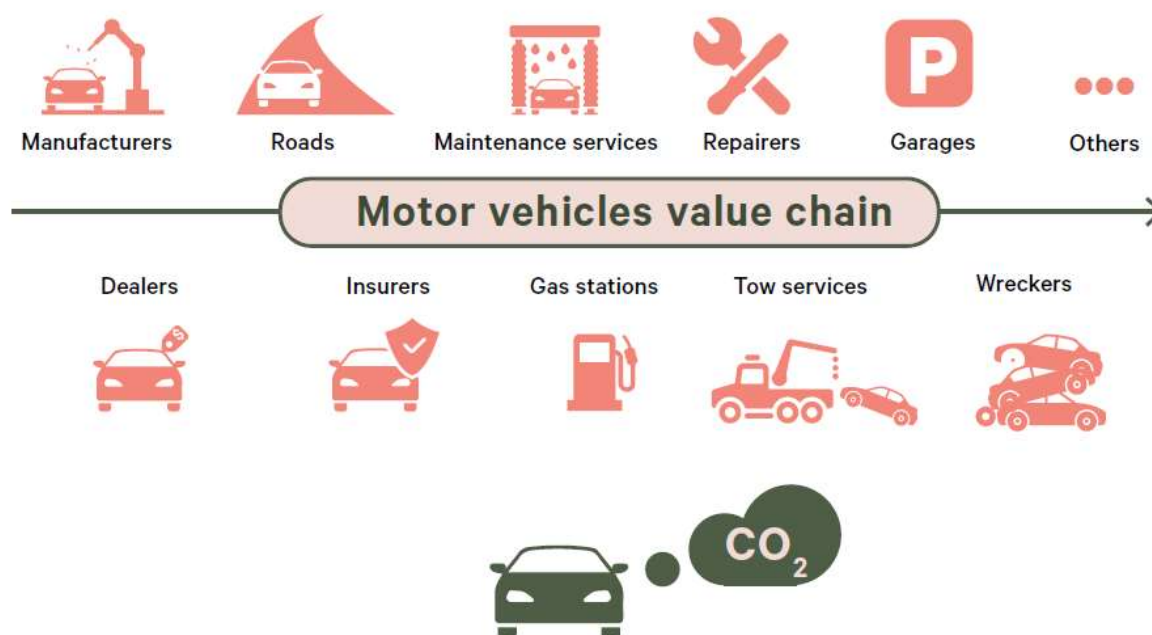 P
Manufacturers
Roads
Maintenance services
Repairers
Garages
Others
Motor vehicles value chain
Dealers
Insurers
Gas stations
Tow services
Wreckers
$
CO₂